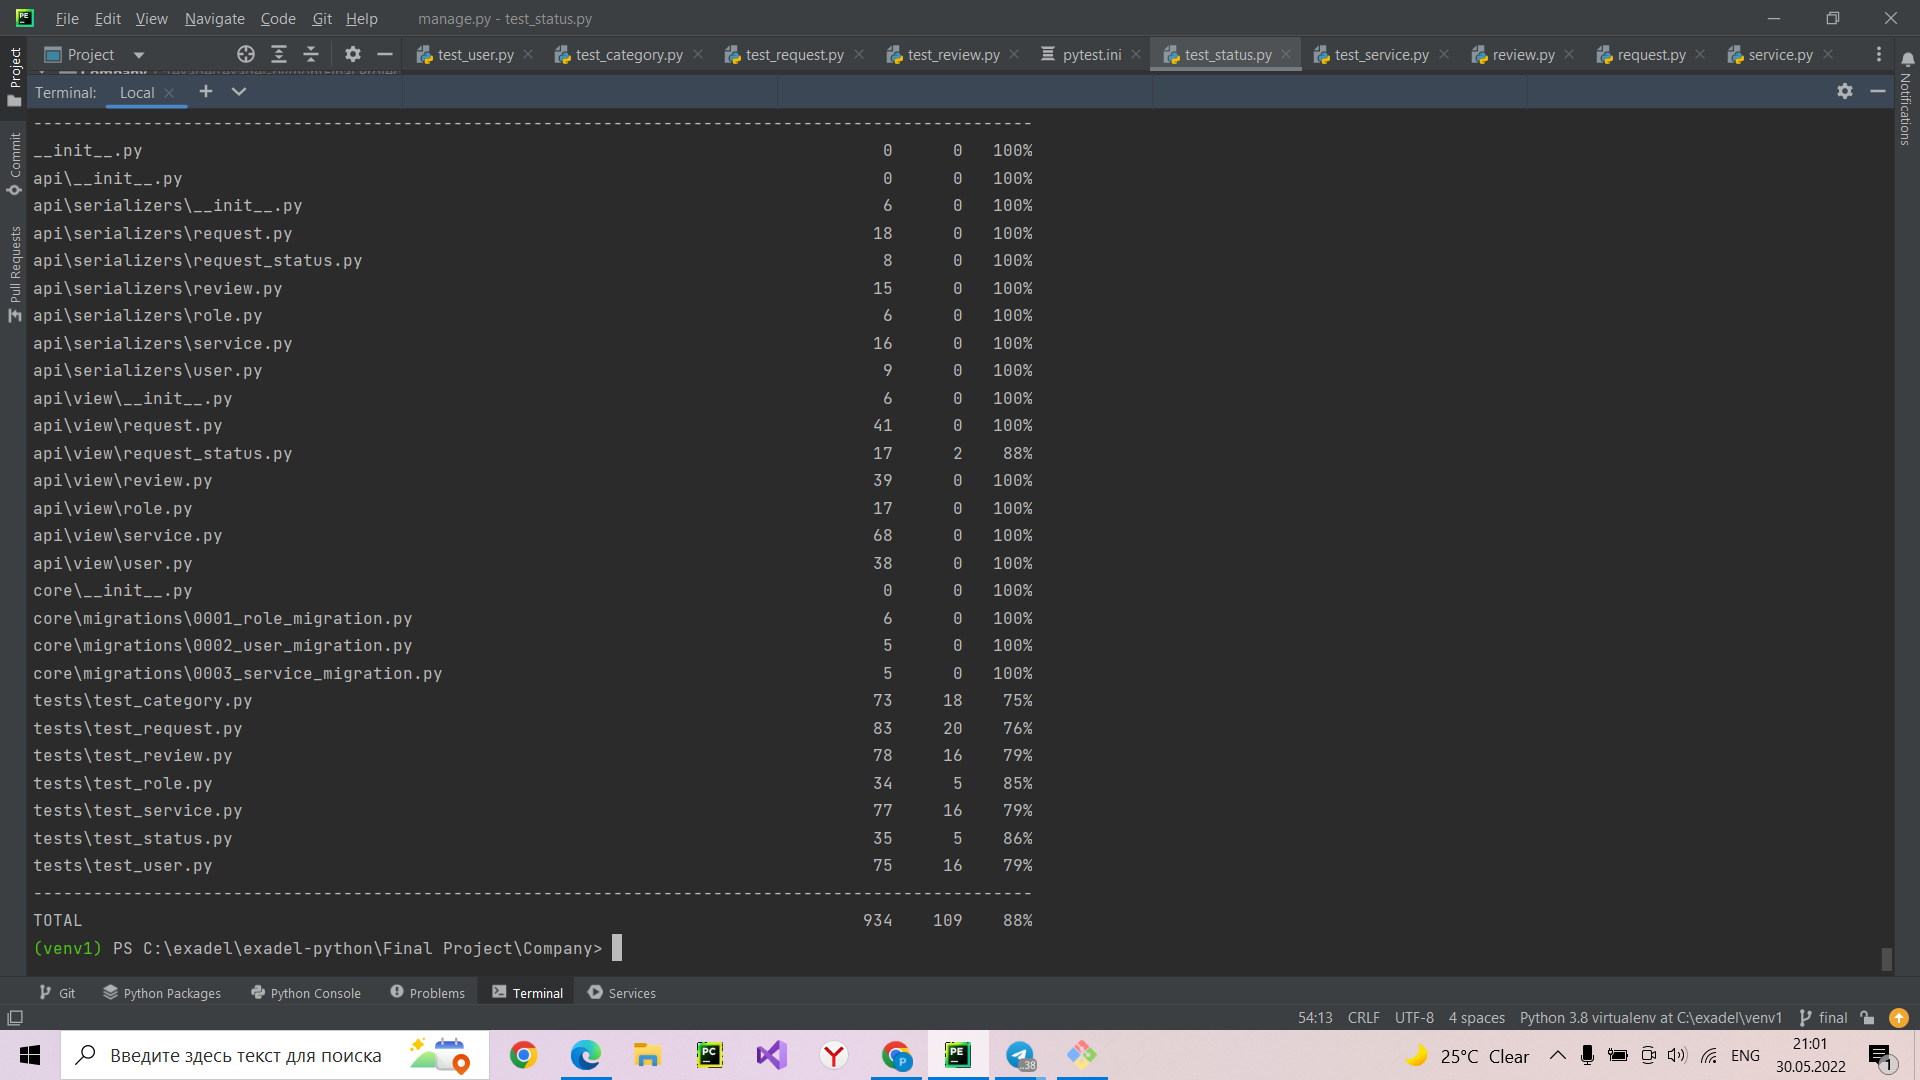 File Edit View Navigate Code Git Help manage.py - test_status.py
Project test_user.py test_category.py test_request.py test_review.py pytest.ini test_status.py test_service.py review.py request.py service.py
Terminal: Local
Project
Commit
Pull Requests
Notifications
----------------------------------------------------------------------------------------------------
__init__.py 0 0 100%
api\__init__.py 0 0 100%
api\serializers\__init__.py 6 0 100%
api\serializers\request.py 18 0 100%
api\serializers\request_status.py 8 0 100%
api\serializers\review.py 15 0 100%
api\serializers\role.py 6 0 100%
api\serializers\service.py 16 0 100%
api\serializers\user.py 9 0 100%
api\view\__init__.py 6 0 100%
api\view\request.py 41 0 100%
api\view\request_status.py 17 2 88%
api\view\review.py 39 0 100%
api\view\role.py 17 0 100%
api\view\service.py 68 0 100%
api\view\user.py 38 0 100%
core\__init__.py 0 0 100%
core\migrations\0001_role_migration.py 6 0 100%
core\migrations\0002_user_migration.py 5 0 100%
core\migrations\0003_service_migration.py 5 0 100%
tests\test_category.py 73 18 75%
tests\test_request.py 83 20 76%
tests\test_review.py 78 16 79%
tests\test_role.py 34 5 85%
tests\test_service.py 77 16 79%
tests\test_status.py 35 5 86%
tests\test_user.py 75 16 79%
----------------------------------------------------------------------------------------------------
TOTAL 934 109 88%
(venv1) PS C:\exadel\exadel-python\Final Project\Company>
Git Python Packages Python Console Problems Terminal Services
54:13 CRLF UTF-8 4 spaces Python 3.8 virtualenv at C:\exadel\venv1 final
Введите здесь текст для поиска 25°C Clear ENG 21:01
30.05.2022